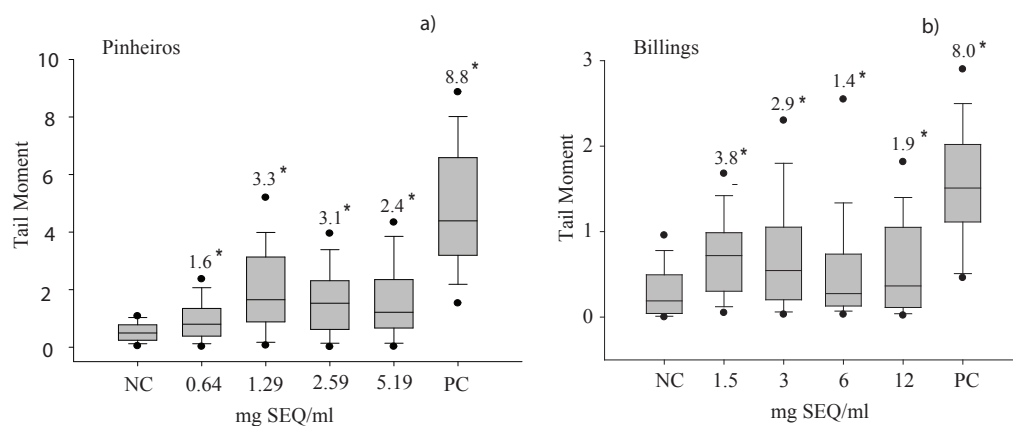 a)
Pinheiros
10
8
6
4
2
0
Tail Moment
1.6 *
3.3 *
3.1 *
2.4 *
8.8 *
NC 0.64 1.29 2.59 5.19 PC
mg SEQ/ml
b)
Billings
3
2
1
0
Tail Moment
3.8 *
2.9 *
1.4 *
1.9 *
8.0 *
NC 1.5 3 6 12 PC
mg SEQ/ml